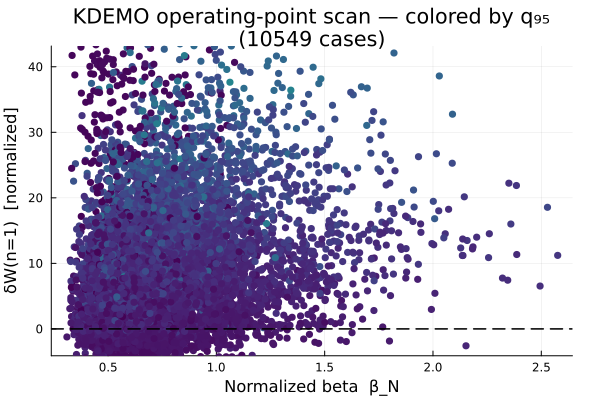 KDEMO operating-point scan — colored by q₉₅
(10549 cases)
δW(n=1) [normalized]
40
30
20
10
0
0.5 1.0 1.5 2.0 2.5
Normalized beta β_N